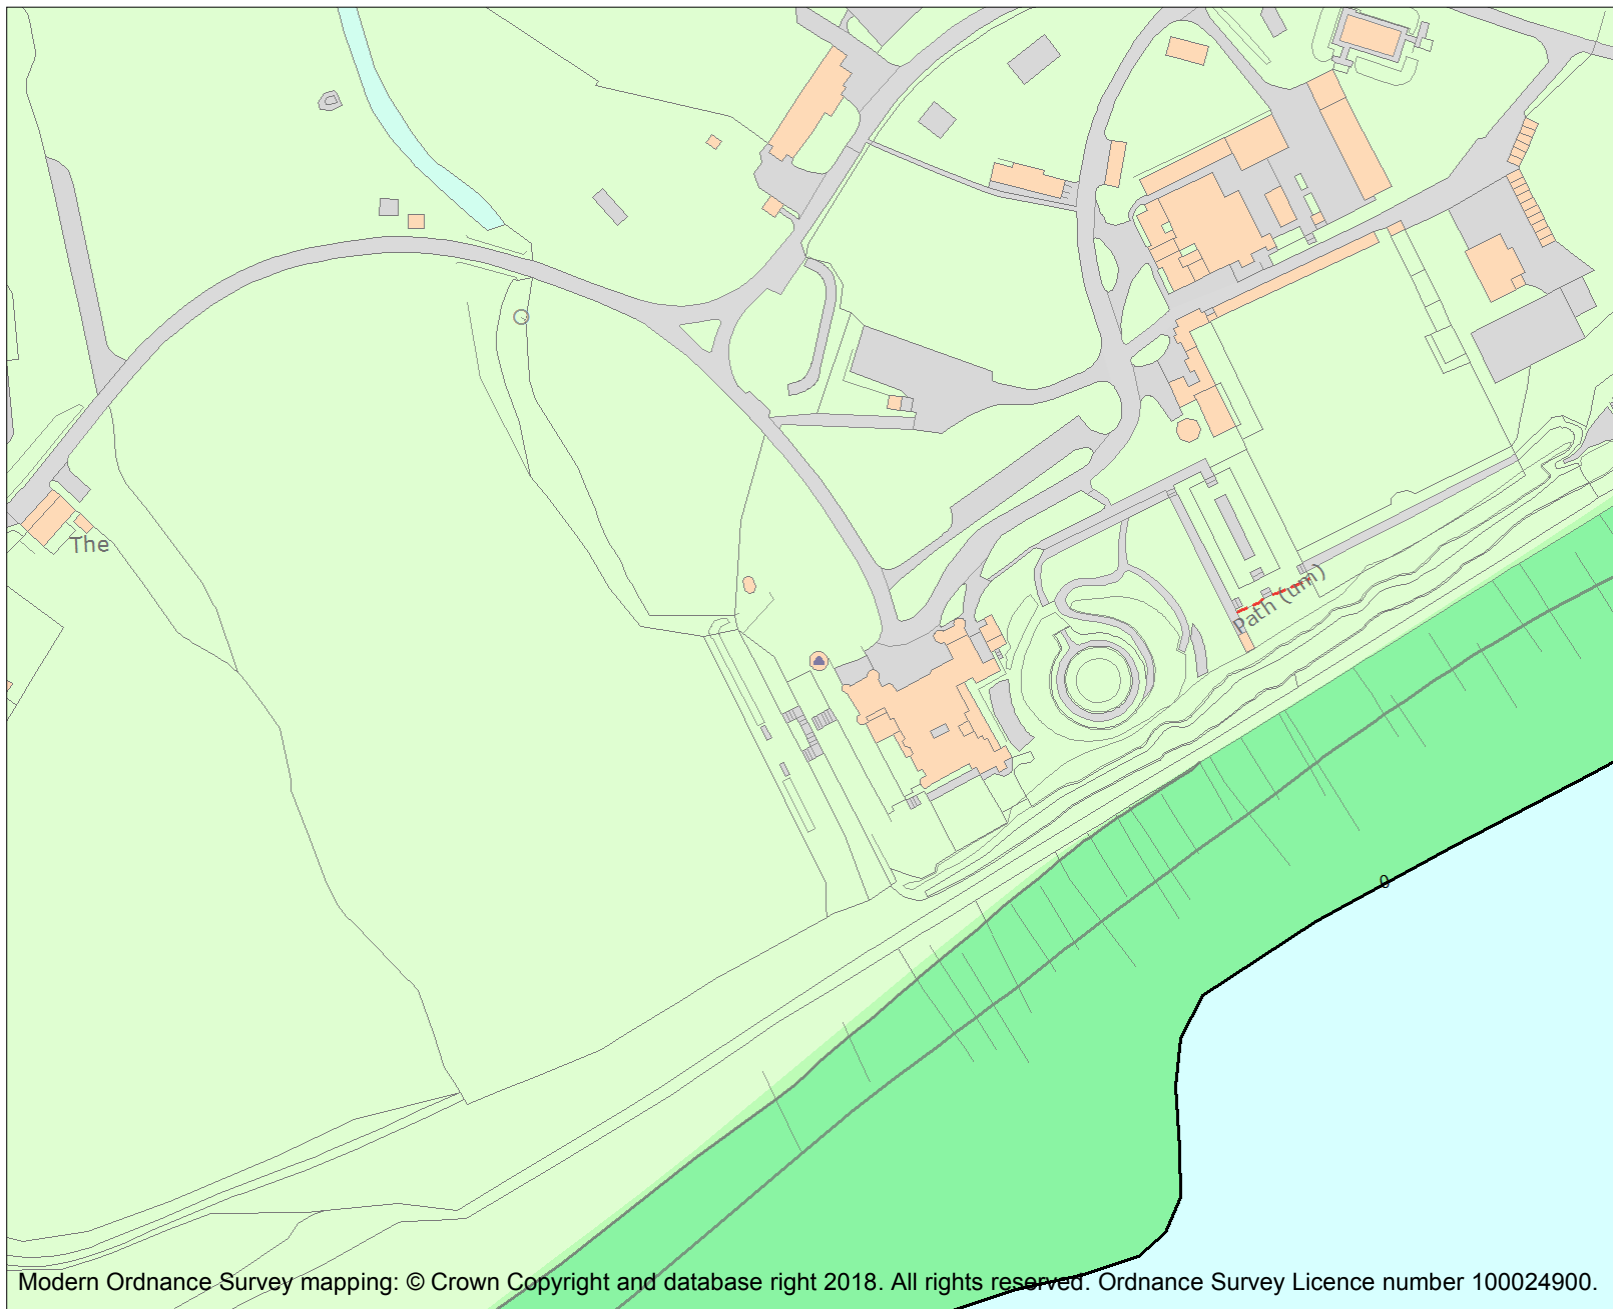 The
Path (um)
0
Modern Ordnance Survey mapping: © Crown Copyright and database right 2018. All rights reserved. Ordnance Survey Licence number 100024900.